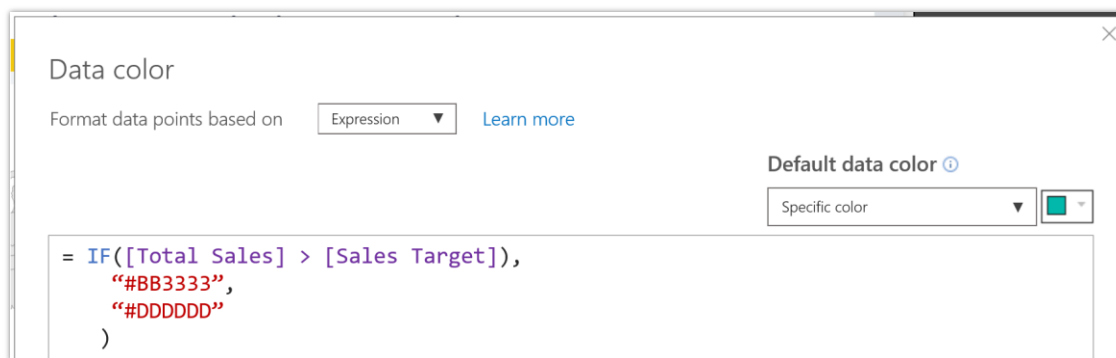 Data color
Format data points based on Expression ▼ Learn more
Default data color
Specific color ▼
= IF([Total Sales] > [Sales Target]),
“#BB3333”,
“#DDDDDD”
)